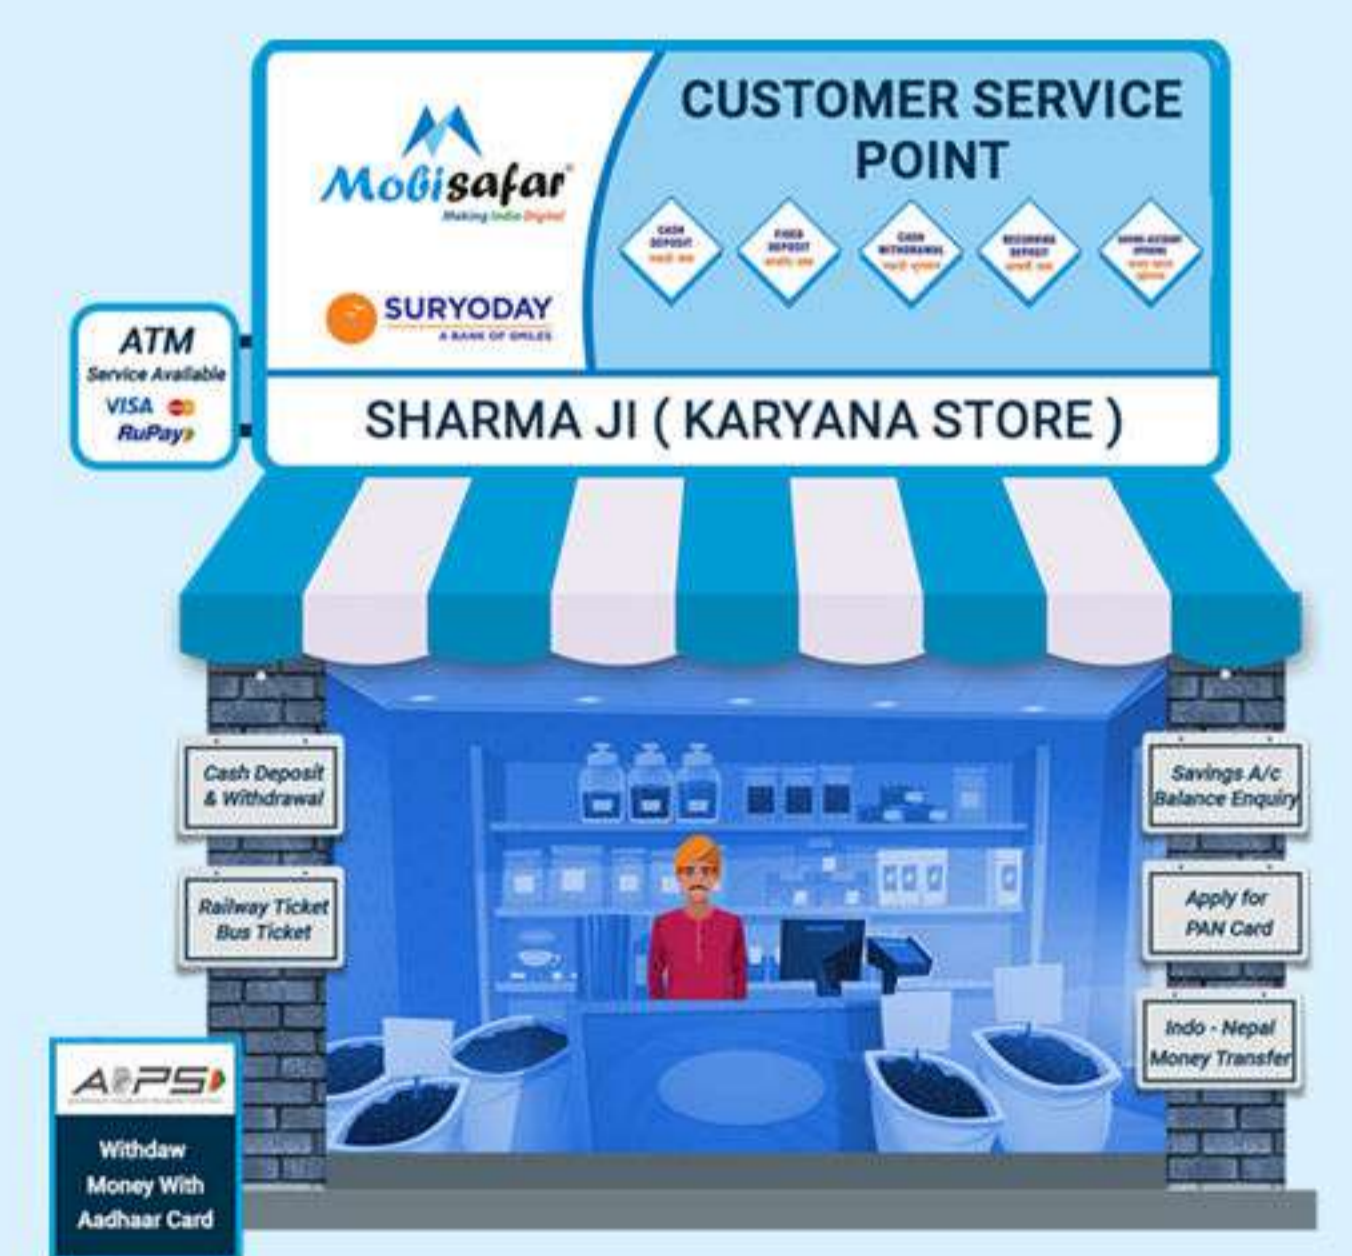 Mobisafar
Making India Digital
SURYODAY
A BANK OF SMILES
CUSTOMER SERVICE
POINT
CASH
DEPOSIT
FIXED
DEPOSIT
CASH
WITHDRAWAL
RECURRING
DEPOSIT
ATM
Service Available
VISA
RuPay
SHARMA JI ( KARYANA STORE )
Cash Deposit
& Withdrawal
Railway Ticket
Bus Ticket
Savings A/c
Balance Enquiry
Apply for
PAN Card
Indo - Nepal
Money Transfer
AePS
Withdaw
Money With
Aadhaar Card